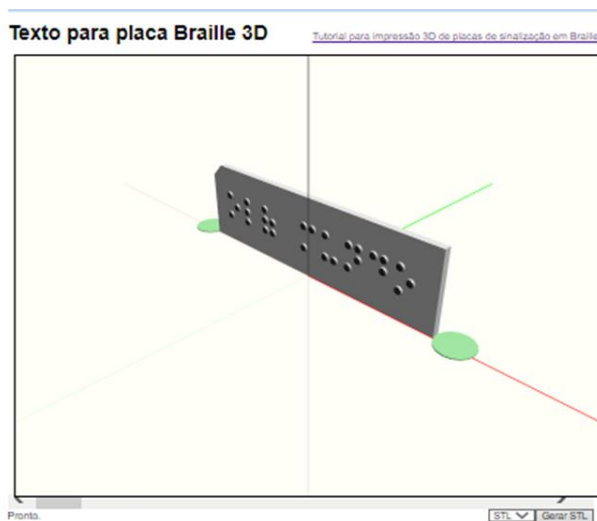 Texto para placa Braille 3D
Tutorial para impressão 3D de placas de sinalização em Braille
Pronto.
STL Gerar STL